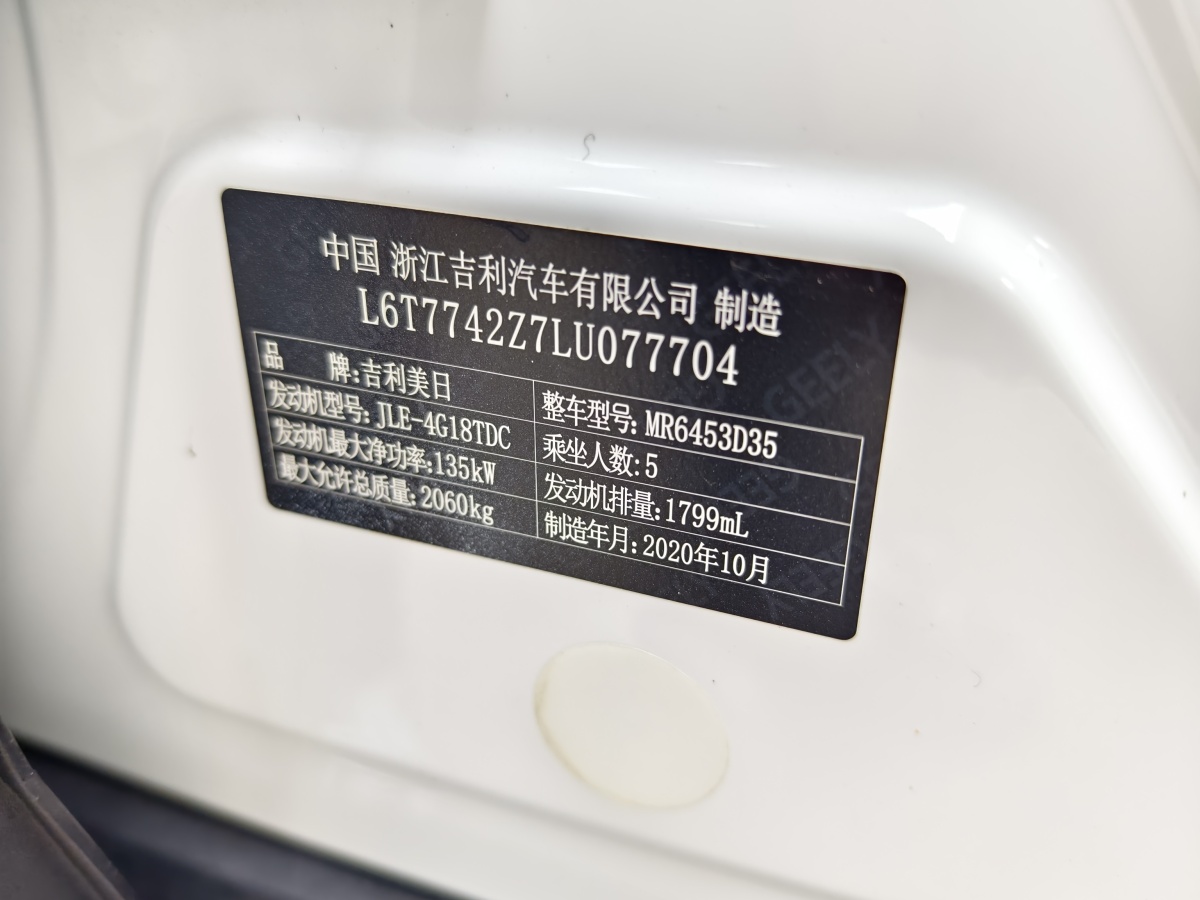 中国 浙江吉利汽车有限公司 制造
L6T7742Z7LU077704
品 牌:吉利美日 整车型号:MR6453D35
发动机型号:JLE-4G18TDC 乘坐人数:5
发动机最大净功率:135kW 发动机排量:1799mL
最大允许总质量:2060kg 制造年月:2020年10月
GEELY